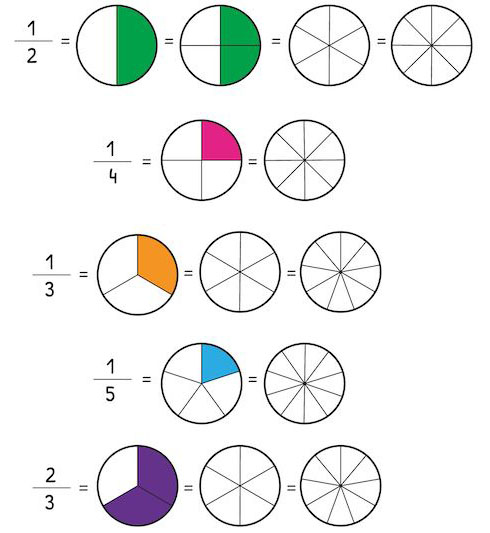 1/2 = = = =
1/4 = =
1/3 = = =
1/5 = =
2/3 = = =